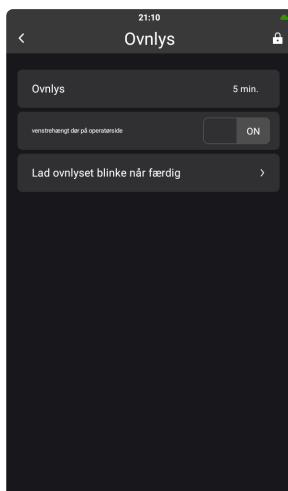 21:10
Ovnlys
Ovnlys 5 min.
venstrehængt dør på operatørside ON
Lad ovnlyset blinke når færdig